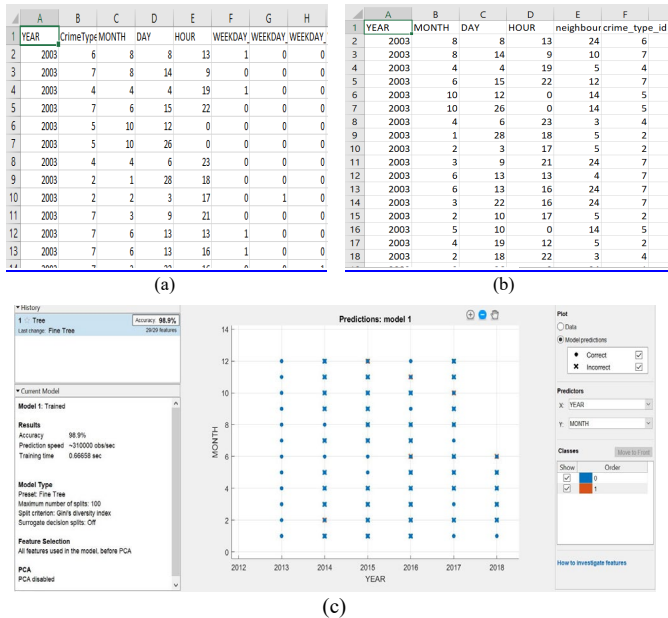 A B C D E F G H
1 YEAR CrimeType MONTH DAY HOUR WEEKDAY_ WEEKDAY_ WEEKDAY_
2 2003 6 8 8 13 1 0 0
3 2003 7 8 14 9 0 0 0
4 2003 4 4 4 19 1 0 0
5 2003 7 6 15 22 0 0 0
6 2003 5 10 12 0 0 0 0
7 2003 5 10 26 0 0 0 0
8 2003 4 4 6 23 0 0 0
9 2003 2 1 28 18 0 0 0
10 2003 2 2 3 17 0 1 0
11 2003 7 3 9 21 0 0 0
12 2003 7 6 13 13 1 0 0
13 2003 7 6 13 16 1 0 0
(a)
A B C D E F
1 YEAR MONTH DAY HOUR neighbour crime_type_id
2 2003 8 8 13 24 6
3 2003 8 14 9 10 7
4 2003 4 4 19 5 4
5 2003 6 15 22 12 7
6 2003 10 12 0 14 5
7 2003 10 26 0 14 5
8 2003 4 6 23 3 4
9 2003 1 28 18 5 2
10 2003 2 3 17 5 2
11 2003 3 9 21 24 7
12 2003 6 13 13 4 7
13 2003 6 13 16 24 7
14 2003 3 22 16 24 7
15 2003 2 10 17 5 2
16 2003 5 10 0 14 5
17 2003 4 19 12 5 2
18 2003 2 18 22 3 4
(b)
History
1 Tree Accuracy: 98.9%
Last change: Fine Tree 20/20 features
Current Model
Model 1: Trained
Results
Accuracy 98.9%
Prediction speed ~310000 obs/sec
Training time 0.66658 sec
Model Type
Preset: Fine Tree
Maximum number of splits: 100
Split criterion: Gini's diversity index
Surrogate decision splits: Off
Feature Selection
All features used in the model, before PCA
PCA
PCA disabled
Predictions: model 1
14
12
10
8
6
4
2
0
MONTH
2012 2013 2014 2015 2016 2017 2018
YEAR
Plot
Data
Model predictions
Correct
Incorrect
Predictors
X: YEAR
Y: MONTH
Classes Move to Front
Show Order
0
1
How to investigate features
(c)